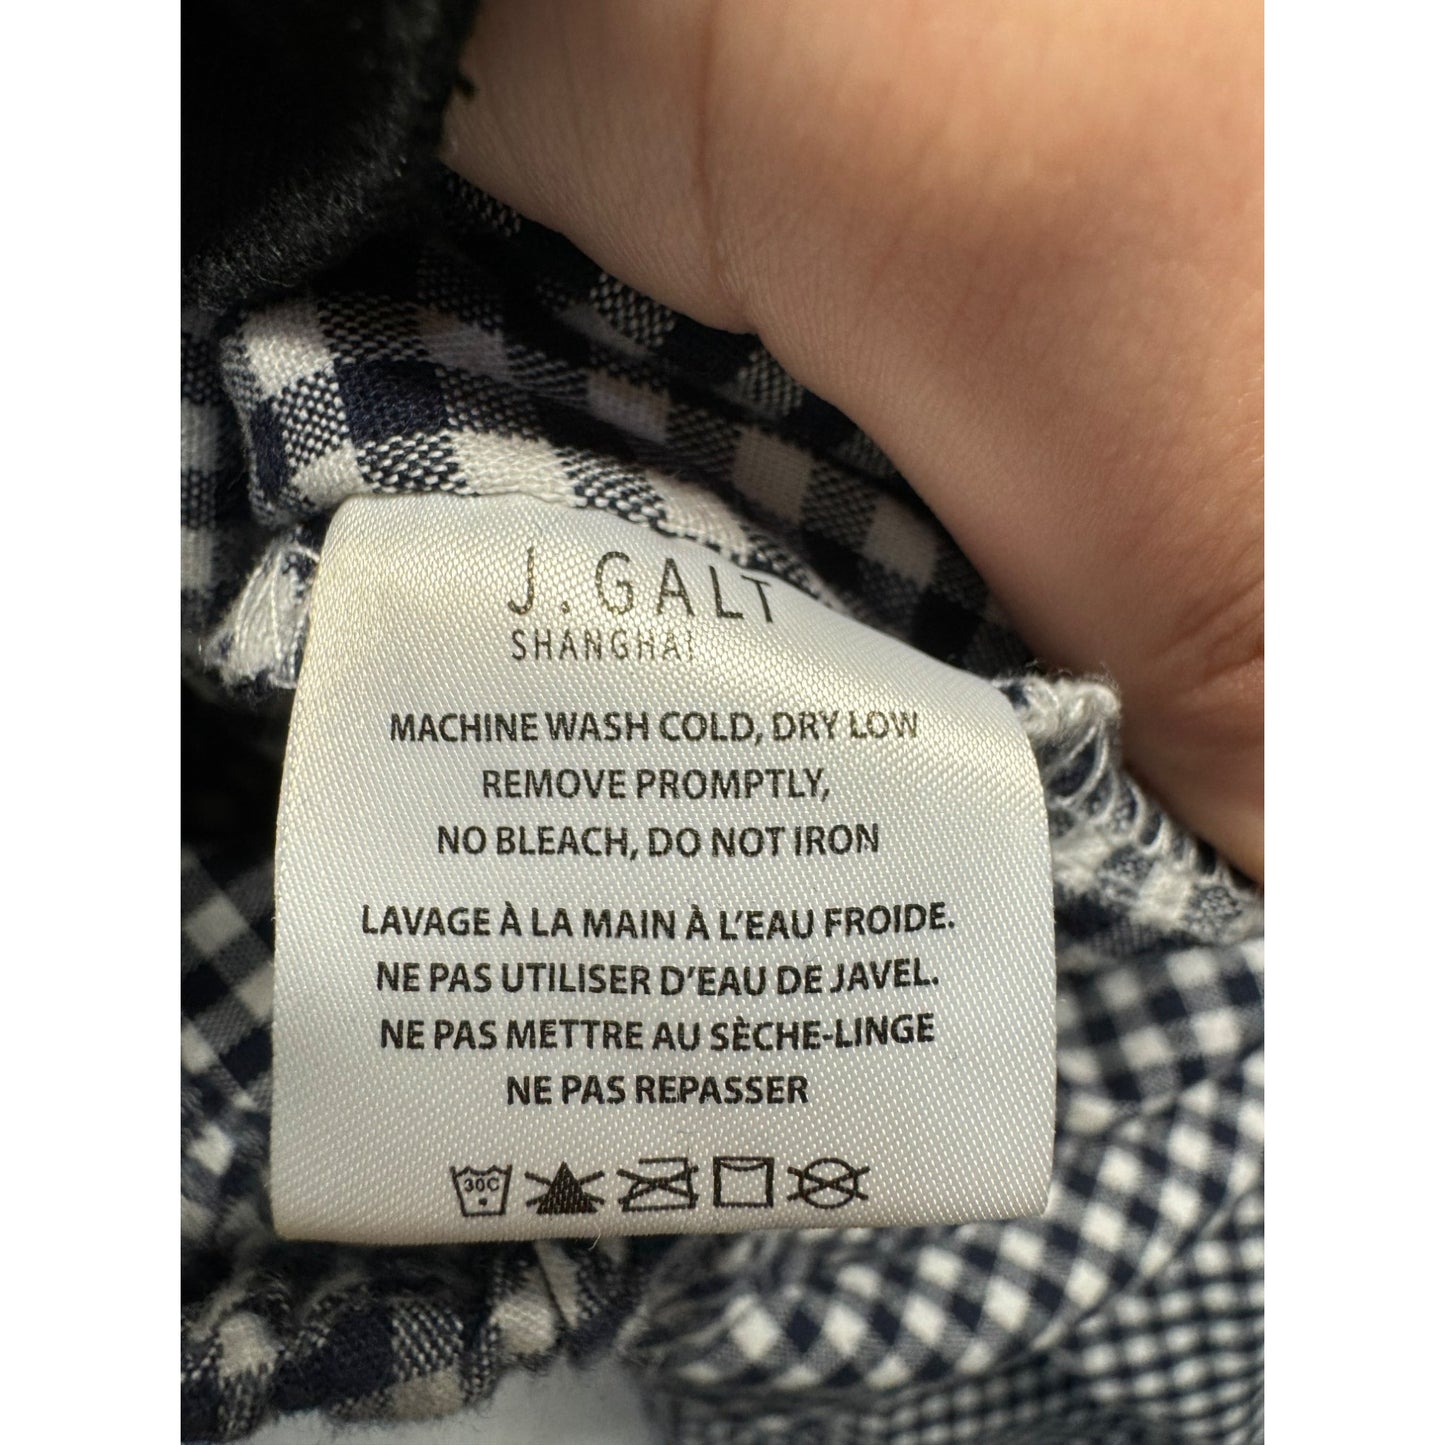 J.GALT
SHANGHAI
MACHINE WASH COLD, DRY LOW
REMOVE PROMPTLY,
NO BLEACH, DO NOT IRON
LAVAGE À LA MAIN À L'EAU FROIDE.
NE PAS UTILISER D'EAU DE JAVEL.
NE PAS METTRE AU SÈCHE-LINGE
NE PAS REPASSER
30C